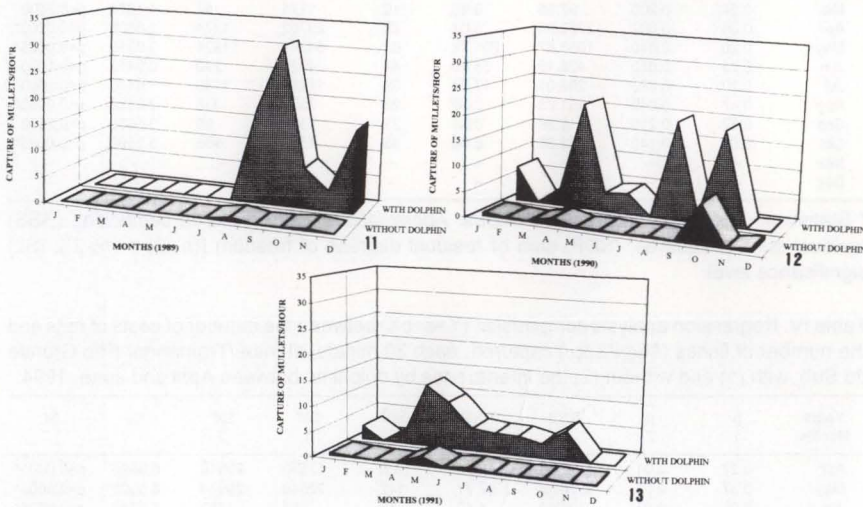 CAPTURE OF MULLETS/HOUR
35
30
25
20
15
10
5
0
J F M A M J J A S O N D
WITH DOLPHIN
WITHOUT DOLPHIN
MONTHS (1989)
11
CAPTURE OF MULLETS/HOUR
35
30
25
20
15
10
5
0
J F M A M J J A S O N D
WITH DOLPHIN
WITHOUT DOLPHIN
MONTHS (1990)
12
CAPTURE OF MULLETS/HOUR
35
30
25
20
15
10
5
0
J F M A M J J A S O N D
WITH DOLPHIN
WITHOUT DOLPHIN
MONTHS (1991)
13